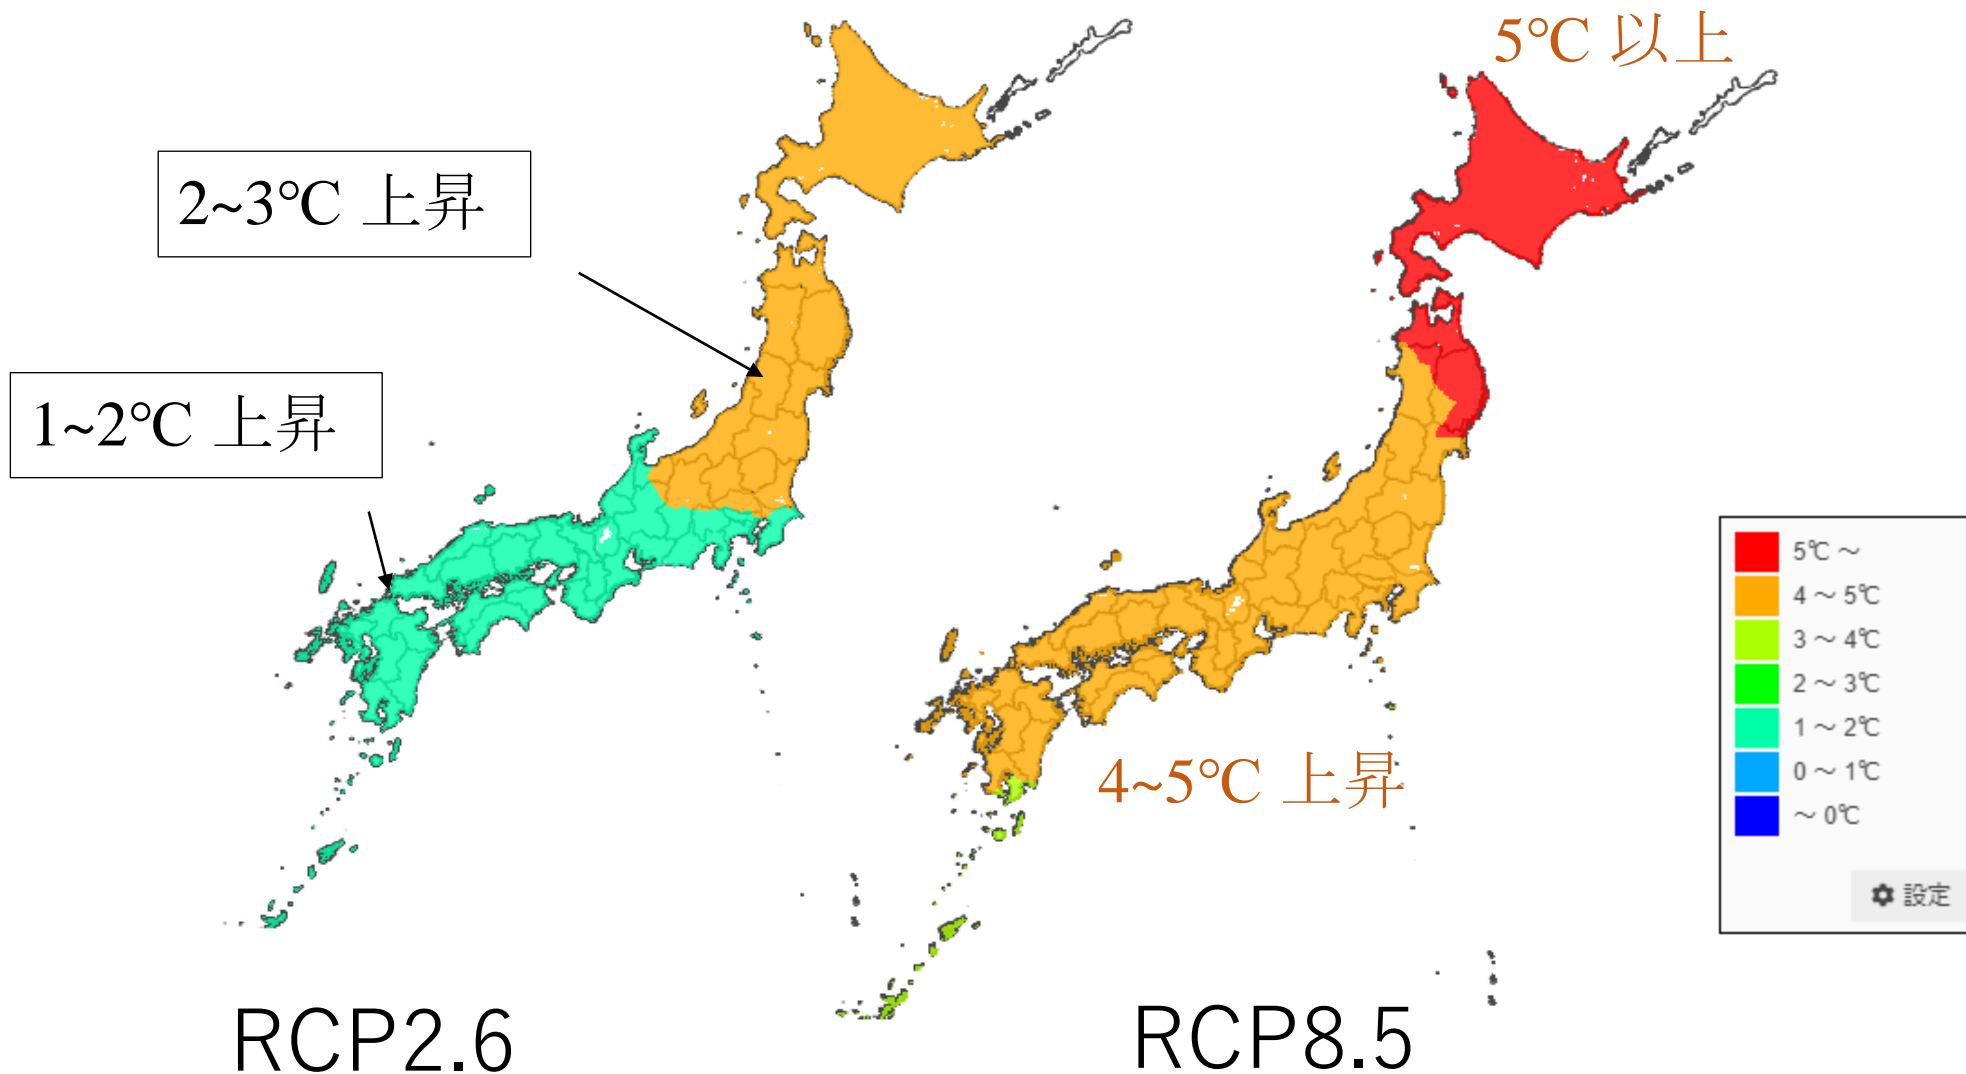 5℃ 以上
2~3℃ 上昇
1~2℃ 上昇
4~5℃ 上昇
5℃ ～
4 ～ 5℃
3 ～ 4℃
2 ～ 3℃
1 ～ 2℃
0 ～ 1℃
～ 0℃
設定
RCP2.6
RCP8.5